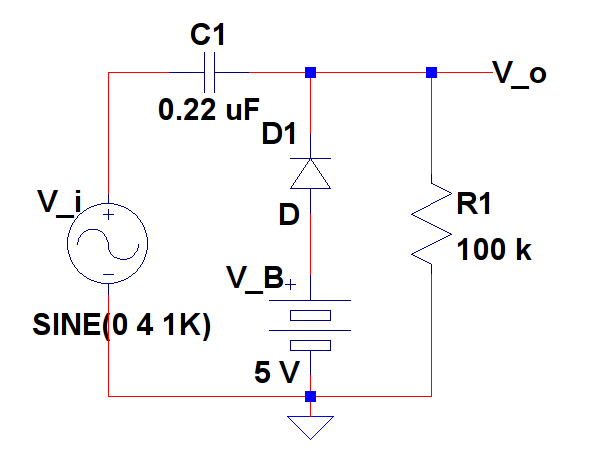 C1
V_o
0.22 uF
D1
V_i
R1
D
100 k
V_B
SINE(0 4 1K)
5 V